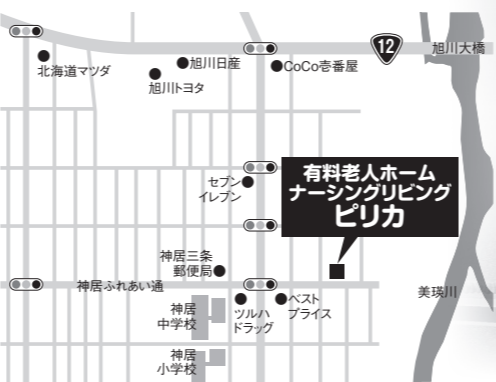 12
旭川大橋
旭川日産
CoCo壱番屋
北海道マツダ
旭川トヨタ
有料老人ホーム
ナーシングリビング
ピリカ
セブン
イレブン
神居三条
郵便局
神居ふれあい通
美瑛川
神居
中学校
ツルハ
ドラッグ
ベスト
プライス
神居
小学校